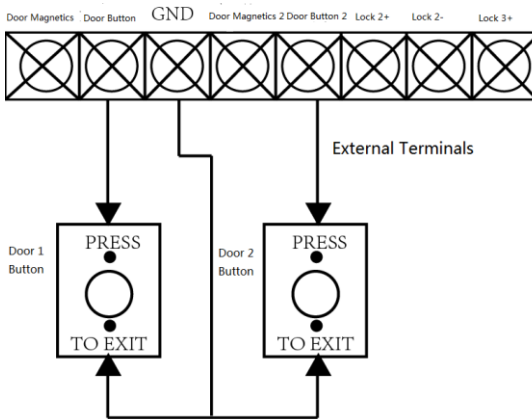 Door Magnetics Door Button GND Door Magnetics 2 Door Button 2 Lock 2+ Lock 2- Lock 3+
External Terminals
Door 1
Button
PRESS
TO EXIT
Door 2
Button
PRESS
TO EXIT